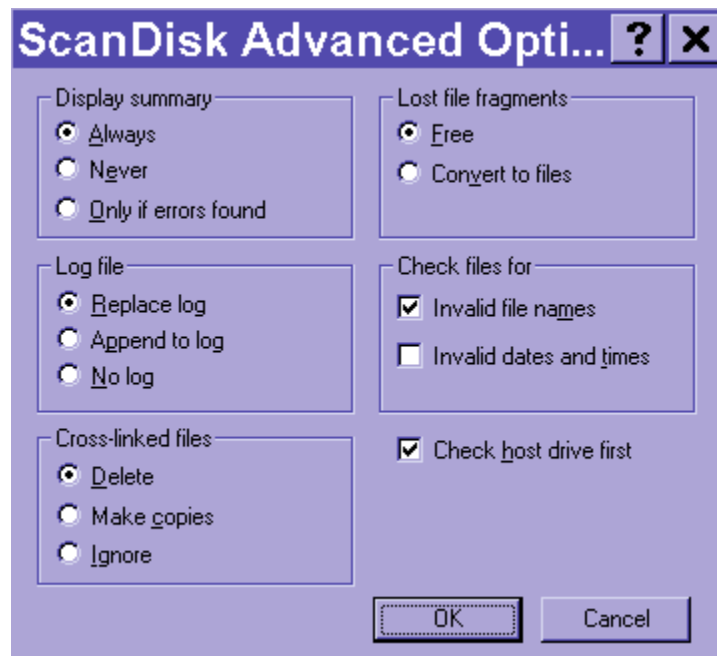 ScanDisk Advanced Opti...
Display summary
Always
Never
Only if errors found
Lost file fragments
Free
Convert to files
Log file
Replace log
Append to log
No log
Check files for
Invalid file names
Invalid dates and times
Cross-linked files
Delete
Make copies
Ignore
Check host drive first
OK
Cancel